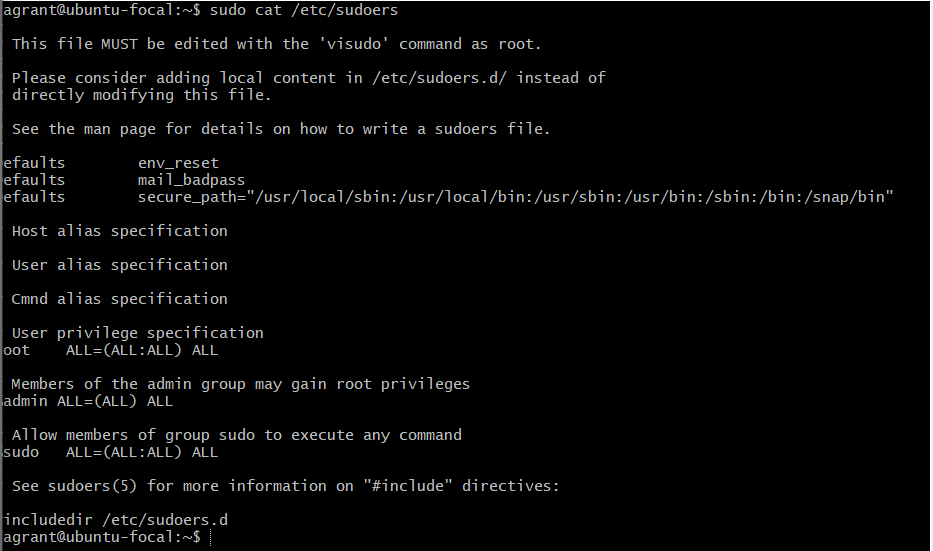 agrant@ubuntu-focal:~$ sudo cat /etc/sudoers
This file MUST be edited with the 'visudo' command as root.
Please consider adding local content in /etc/sudoers.d/ instead of
directly modifying this file.
See the man page for details on how to write a sudoers file.
efaults        env_reset
efaults        mail_badpass
efaults        secure_path="/usr/local/sbin:/usr/local/bin:/usr/sbin:/usr/bin:/sbin:/bin:/snap/bin"
Host alias specification
User alias specification
Cmnd alias specification
User privilege specification
oot    ALL=(ALL:ALL) ALL
Members of the admin group may gain root privileges
admin ALL=(ALL) ALL
Allow members of group sudo to execute any command
sudo   ALL=(ALL:ALL) ALL
See sudoers(5) for more information on "#include" directives:
includedir /etc/sudoers.d
agrant@ubuntu-focal:~$